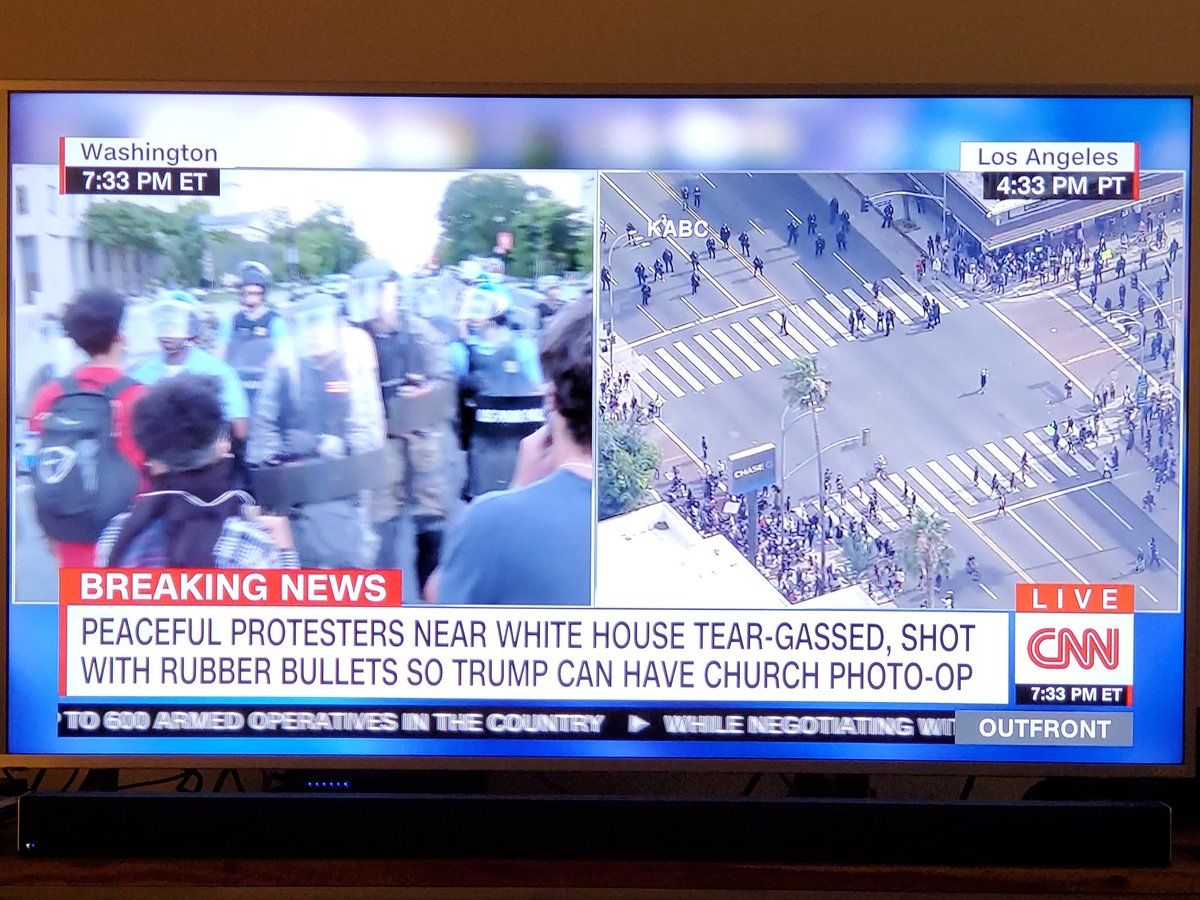 Washington
7:33 PM ET
Los Angeles
4:33 PM PT
KABC
CHASE
BREAKING NEWS
PEACEFUL PROTESTERS NEAR WHITE HOUSE TEAR-GASSED, SHOT
WITH RUBBER BULLETS SO TRUMP CAN HAVE CHURCH PHOTO-OP
LIVE
CNN
7:33 PM ET
TO 600 ARMED OPERATIVES IN THE COUNTRY ▶ WHILE NEGOTIATING WIT
OUTFRONT